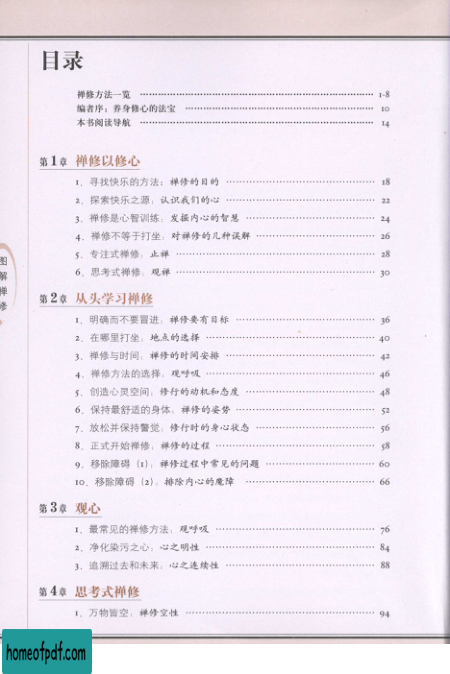 目录
禅修方法一览 1-8
编者序：养身修心的法宝 10
本书阅读导航 14
第1章 禅修以修心
1、寻找快乐的方法：禅修的目的 18
2、探索快乐之源，认识我们的心 22
3、禅修是心智训练，发掘内心的智慧 24
4、禅修不等于打坐，对禅修的几种误解 26
5、专注式禅修，止禅 28
6、思考式禅修，观禅 30
图解禅修
第2章 从头学习禅修
1、明确而不要冒进，禅修要有目标 36
2、在哪里打坐，地点的选择 40
3、禅修与时间，禅修的时间安排 42
4、禅修方法的选择，观呼吸 46
5、创造心灵空间，修行的动机和态度 48
6、保持最舒适的身体，禅修的姿势 52
7、放松并保持警觉，修行时的身心状态 56
8、正式开始禅修，禅修的过程 58
9、移除障碍（1），禅修过程中常见的问题 60
10、移除障碍（2），排除内心的魔障 66
第3章 观心
1、最常见的禅修方法，观呼吸 76
2、净化染污之心，心之明性 84
3、追溯过去和未来，心之连续性 88
第4章 思考式禅修
1、万物皆空，禅修空性 94
homeofpdf.com